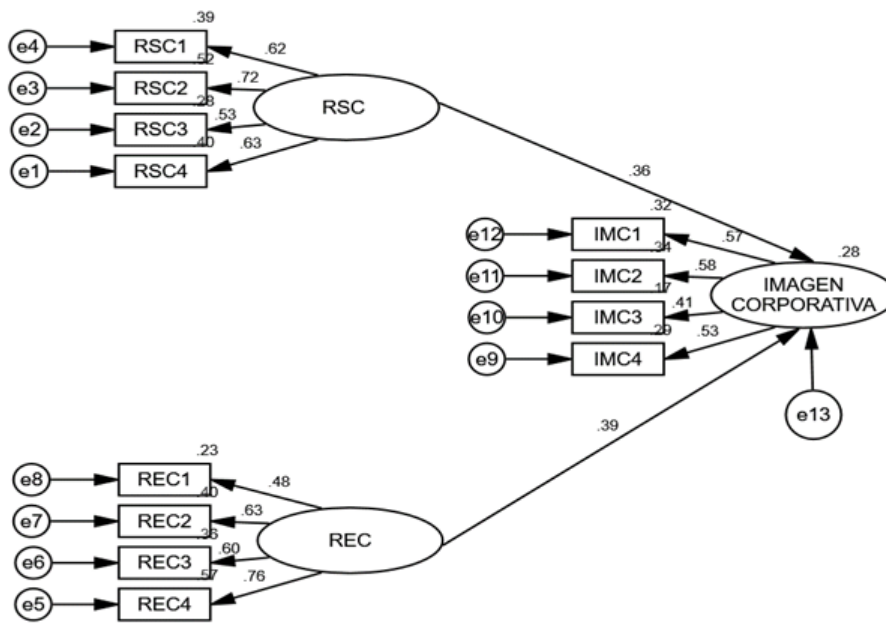 .39
e4
RSC1
.62
.52
e3
RSC2
.72
.28
e2
RSC3
.53
.40
e1
RSC4
.63
RSC
.36
.32
e12
IMC1
.57
.34
e11
IMC2
.58
.17
e10
IMC3
.41
.29
e9
IMC4
.53
.28
IMAGEN
CORPORATIVA
e13
.39
.23
e8
REC1
.48
.40
e7
REC2
.63
.36
e6
REC3
.60
.57
e5
REC4
.76
REC